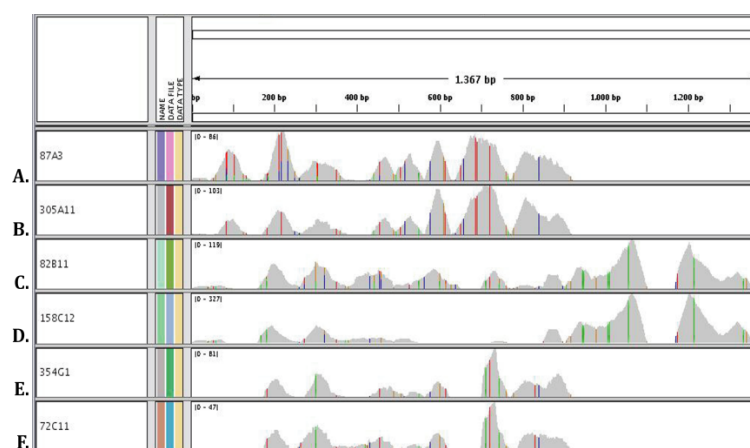 NAME
DATA FILE
DATA TYPE
1.367 bp
bp 200 bp 400 bp 600 bp 800 bp 1.000 bp 1.200 bp
A. 87A3 [0 - 86]
B. 305A11 [0 - 103]
C. 82B11 [0 - 119]
D. 158C12 [0 - 327]
E. 354G1 [0 - 81]
F. 72C11 [0 - 47]